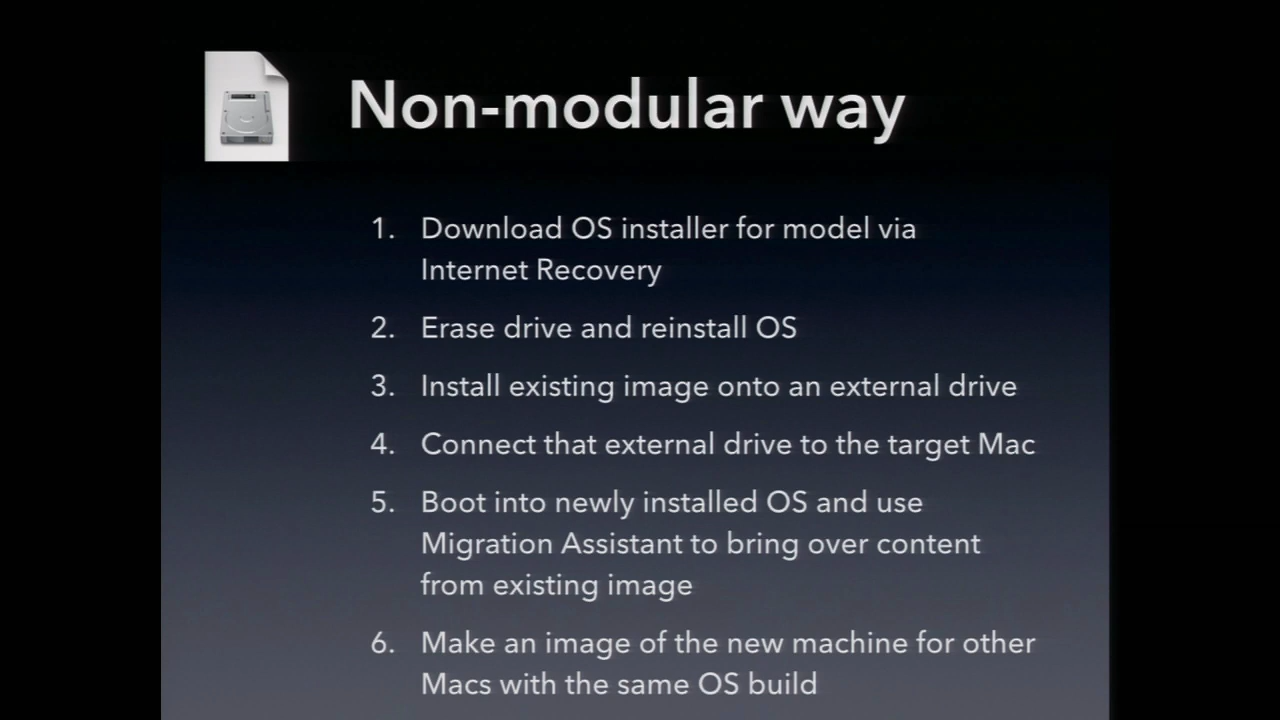 Non-modular way
1. Download OS installer for model via
Internet Recovery
2. Erase drive and reinstall OS
3. Install existing image onto an external drive
4. Connect that external drive to the target Mac
5. Boot into newly installed OS and use
Migration Assistant to bring over content
from existing image
6. Make an image of the new machine for other
Macs with the same OS build